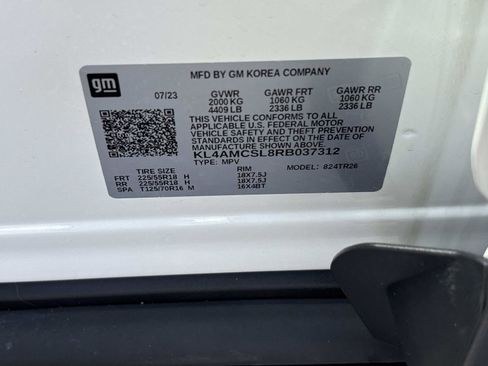 gm
MFD BY GM KOREA COMPANY
07/23 GVWR GAWR FRT GAWR RR
2000 KG 1060 KG 1060 KG
4409 LB 2336 LB 2336 LB
THIS VEHICLE CONFORMS TO ALL
APPLICABLE U.S. FEDERAL MOTOR
VEHICLE SAFETY AND THEFT PREVENTION
STANDARDS IN EFFECT ON THE DATE OF
MANUFACTURE SHOWN ABOVE.
KL4AMCSL8RB037312
TYPE: MPV MODEL: 824TR26
TIRE SIZE RIM
FRT 225/55R18 H 18X7.5J
RR 225/55R18 H 18X7.5J
SPA T125/70R16 M 16X4BT